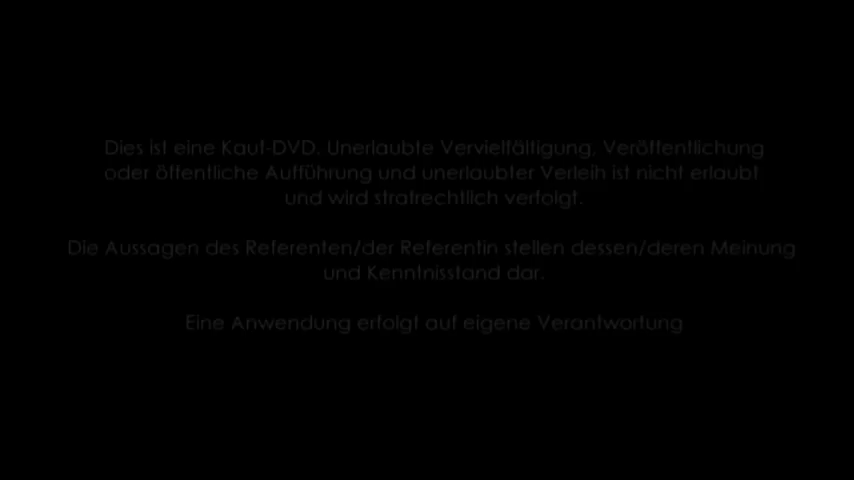 Dies ist eine Kauf-DVD. Unerlaubte Vervielfältigung, Veröffentlichung
oder öffentliche Aufführung und unerlaubter Verleih ist nicht erlaubt
und wird strafrechtlich verfolgt.
Die Aussagen des Referenten/der Referentin stellen dessen/deren Meinung
und Kenntnisstand dar.
Eine Anwendung erfolgt auf eigene Verantwortung